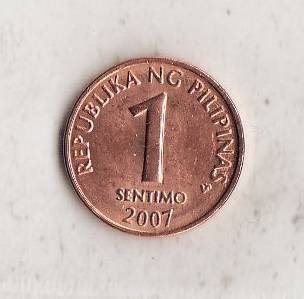 REPUBLIKA NG PILIPINAS
1
SENTIMO
2007